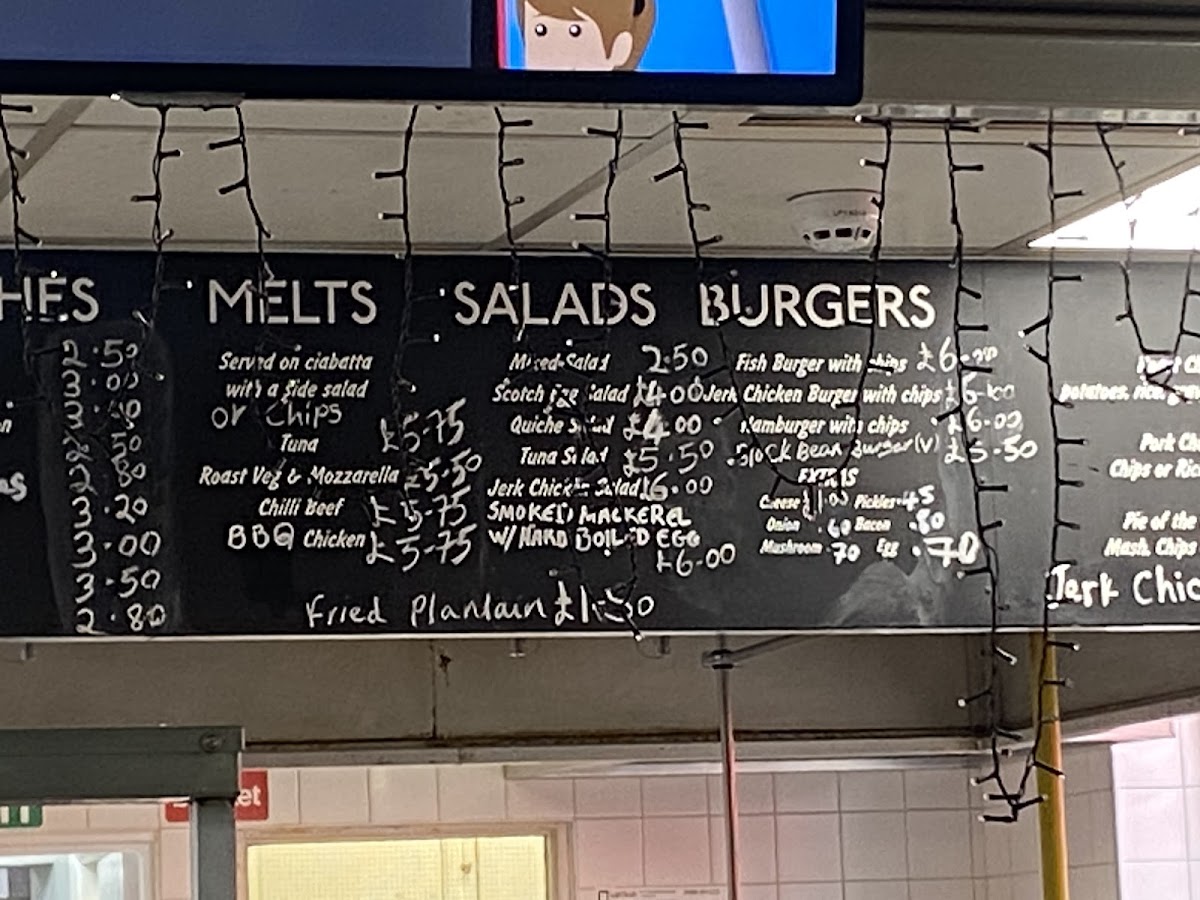 HES
2.50
3.00
50
80
3.20
3.00
3.50
2.80
MELTS
Served on ciabatta
with a side salad
or Chips
Tuna £5-75
Roast Veg & Mozzarella £5-50
Chilli Beef £5-75
BBQ Chicken £5-75
SALADS
Mixed Salad 2.50
Scotch Egg Salad £4.00
Quiche Salad £4.00
Tuna Salad £5.50
Jerk Chicken Salad £6.00
SMOKED MACKEREL
W/ HARD BOILED EGG
£6-00
Fried Plantain £1.50
BURGERS
Fish Burger with chips
Jerk Chicken Burger with chips
Hamburger with chips £6-00
Burger (V) £5.50
EXTRAS
Cheese £1.00 Pickles .45
Onion .60 Bacon .80
Mushroom .70 Egg .70
potatoes, rice,
Pork
Chips or
Pie of the
Mash, Chips
Jerk Chic